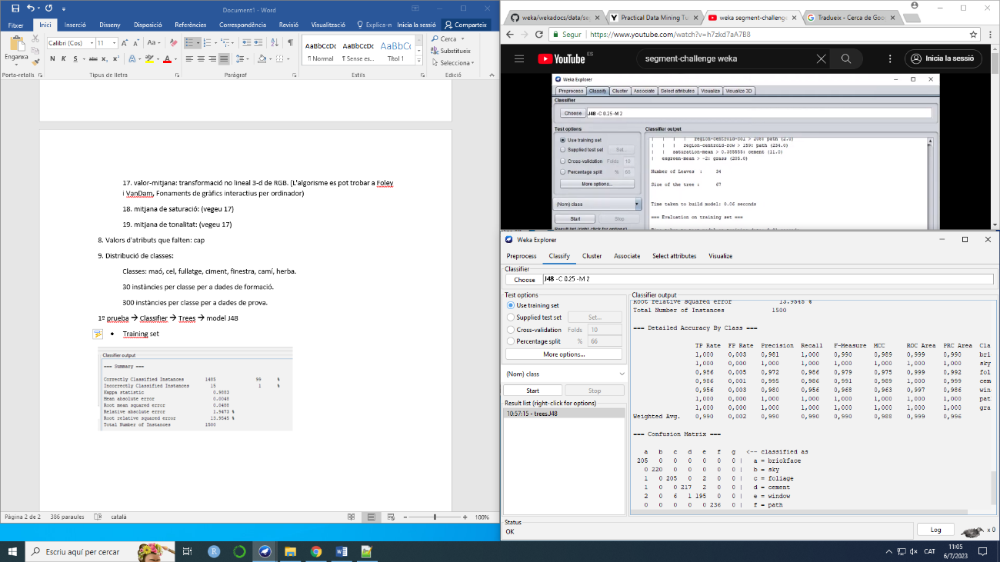 Document1 - Word
Fitxer Inici Inserció Disseny Disposició Referències Correspondència Revisió Visualització Explica-n Inicia la sessió Comparteix
Enganxa
Calibri (Cos) 11
N K S abc x₂ x²
AaBbCcDc AaBbCcDc AaBbCc
¶ Normal ¶ Sense es... Títol 1
Cerca
Substitueix
Selecciona
Porta-retalls Tipus de lletra Paràgraf Estils Edició
17. valor-mitjana: transformació no lineal 3-d de RGB. (L'algorisme es pot trobar a Foley
i VanDam, Fonaments de gràfics interactius per ordinador)
18. mitjana de saturació: (vegeu 17)
19. mitjana de tonalitat: (vegeu 17)
8. Valors d'atributs que falten: cap
9. Distribució de classes:
Classes: maó, cel, fullatge, ciment, finestra, camí, herba.
30 instàncies per classe per a dades de formació.
300 instàncies per classe per a dades de prova.
1º prueba → Classifier → Trees → model J48
• Training set
Classifier output
=== Summary ===
Correctly Classified Instances 1485 99 %
Incorrectly Classified Instances 15 1 %
Kappa statistic 0.9883
Mean absolute error 0.0048
Root mean squared error 0.0488
Relative absolute error 1.9473 %
Root relative squared error 13.9545 %
Total Number of Instances 1500
Pàgina 2 de 2 386 paraules català 100%
weka/wekadocs/data/se Practical Data Mining Tu weka segment-challenge Tradueix - Cerca de Goo
Segur https://www.youtube.com/watch?v=h7zkd7aA7B8
YouTube ES segment-challenge weka Inicia la sessió
Weka Explorer
Preprocess Classify Cluster Associate Select attributes Visualize Visualize 3D
Classifier
Choose J48 -C 0.25 -M 2
Test options
Use training set
Supplied test set Set...
Cross-validation Folds 10
Percentage split % 66
More options...
(Nom) class
Start Stop
Result list (right-click for options)
Classifier output
| | | | region-centroid-col > 208: path (2.0)
| | | region-centroid-row > 159: path (234.0)
| | saturation-mean > 0.385555: cement (11.0)
| exgreen-mean > -2: grass (205.0)
Number of Leaves : 34
Size of the tree : 67
Time taken to build model: 0.06 seconds
=== Evaluation on training set ===
Weka Explorer
Preprocess Classify Cluster Associate Select attributes Visualize
Classifier
Choose J48 -C 0.25 -M 2
Test options
Use training set
Supplied test set Set...
Cross-validation Folds 10
Percentage split % 66
More options...
(Nom) class
Start Stop
Result list (right-click for options)
10:57:15 - trees.J48
Classifier output
Root relative squared error 13.9545 %
Total Number of Instances 1500
=== Detailed Accuracy By Class ===
TP Rate FP Rate Precision Recall F-Measure MCC ROC Area PRC Area Cla
1,000 0,003 0,981 1,000 0,990 0,989 0,999 0,990 bri
1,000 0,000 1,000 1,000 1,000 1,000 1,000 1,000 sky
0,986 0,005 0,972 0,986 0,979 0,975 0,999 0,992 fol
0,986 0,001 0,995 0,986 0,991 0,989 1,000 0,999 cem
0,956 0,003 0,980 0,956 0,968 0,963 0,997 0,986 win
1,000 0,000 1,000 1,000 1,000 1,000 1,000 1,000 pat
1,000 0,000 1,000 1,000 1,000 1,000 1,000 1,000 gra
Weighted Avg. 0,990 0,002 0,990 0,990 0,990 0,988 0,999 0,996
=== Confusion Matrix ===
a b c d e f g <-- classified as
205 0 0 0 0 0 0 | a = brickface
0 220 0 0 0 0 0 | b = sky
1 0 205 0 2 0 0 | c = foliage
1 0 0 217 2 0 0 | d = cement
2 0 6 1 195 0 0 | e = window
0 0 0 0 0 236 0 | f = path
Status
OK
Log x 0
Escriu aquí per cercar
CAT
11:05
6/7/2023